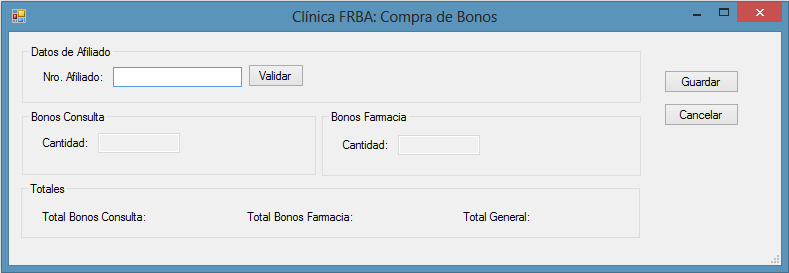 Clínica FRBA: Compra de Bonos
Datos de Afiliado
Nro. Afiliado:
Validar
Guardar
Cancelar
Bonos Consulta
Bonos Farmacia
Cantidad:
Cantidad:
Totales
Total Bonos Consulta:
Total Bonos Farmacia:
Total General: